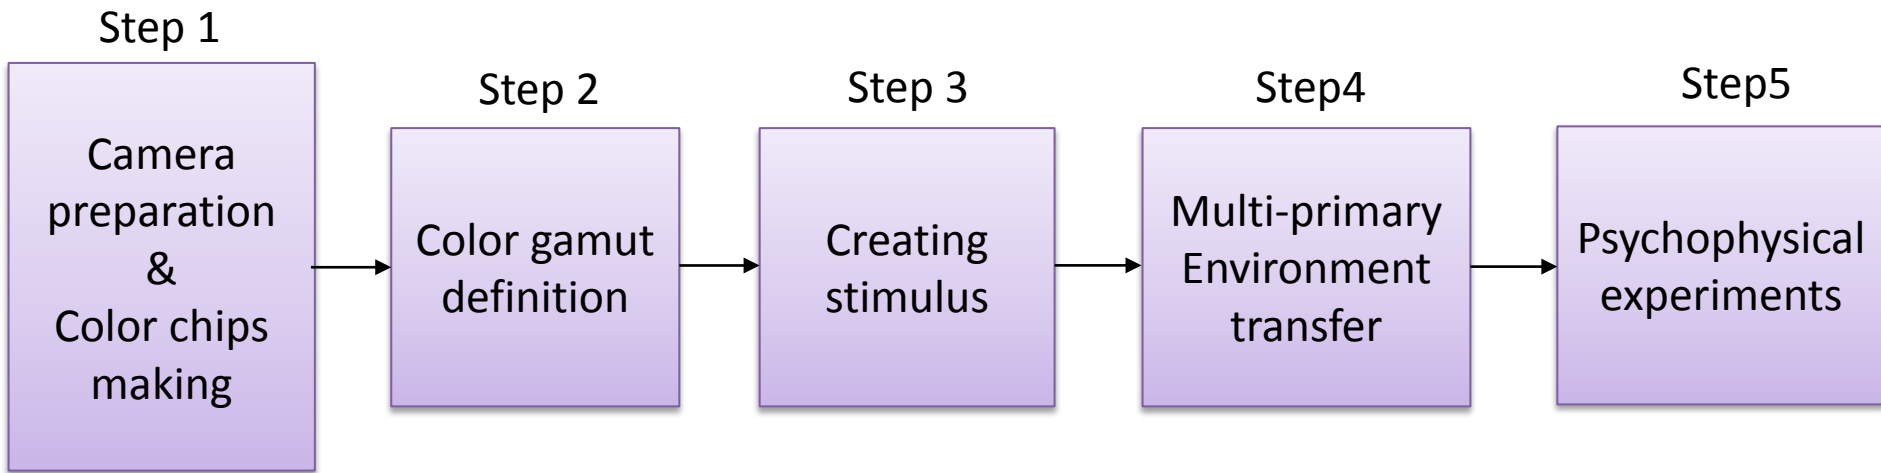 Step 1
Camera
preparation
&
Color chips
making
Step 2
Color gamut
definition
Step 3
Creating
stimulus
Step4
Multi-primary
Environment
transfer
Step5
Psychophysical
experiments